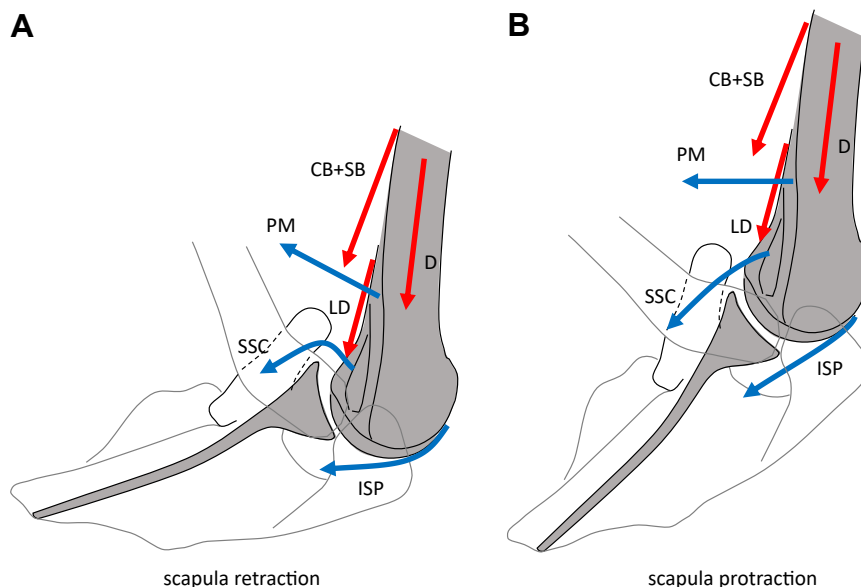 A
CB+SB
PM
D
LD
SSC
ISP
scapula retraction
B
CB+SB
PM
D
LD
SSC
ISP
scapula protraction